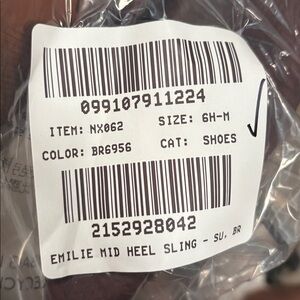 099107911224
ITEM: NX062 SIZE: 6H-M
COLOR: BR6956 CAT: SHOES
2152928042
EMILIE MID HEEL SLING - SU, BR